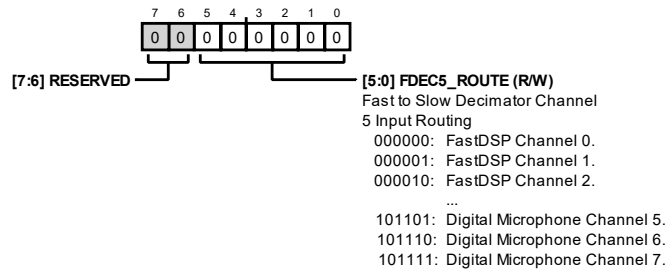 7 6 5 4 3 2 1 0
0 0 0 0 0 0 0 0
[7:6] RESERVED
[5:0] FDEC5_ROUTE (R/W)
Fast to Slow Decimator Channel
5 Input Routing
000000: FastDSP Channel 0.
000001: FastDSP Channel 1.
000010: FastDSP Channel 2.
...
101101: Digital Microphone Channel 5.
101110: Digital Microphone Channel 6.
101111: Digital Microphone Channel 7.